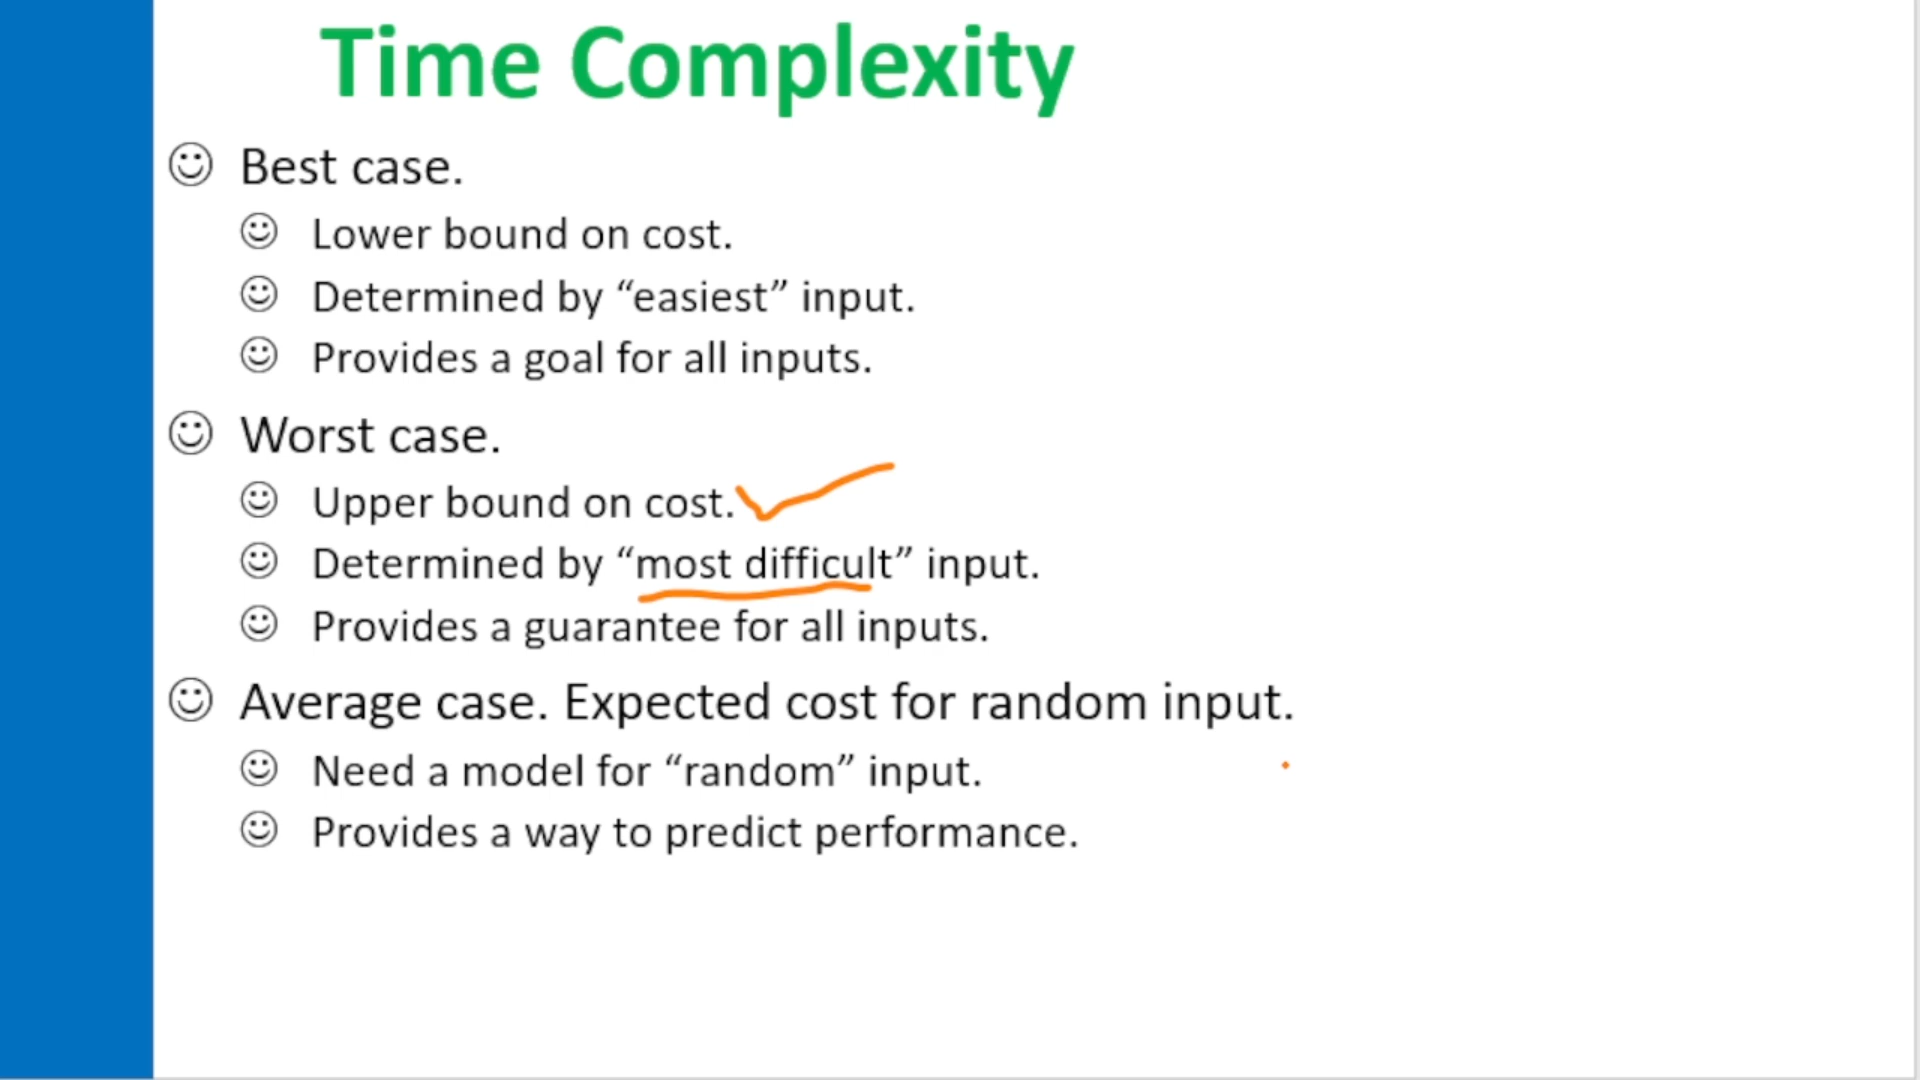 Time Complexity
Best case.
Lower bound on cost.
Determined by “easiest” input.
Provides a goal for all inputs.
Worst case.
Upper bound on cost.
Determined by “most difficult” input.
Provides a guarantee for all inputs.
Average case. Expected cost for random input.
Need a model for “random” input.
Provides a way to predict performance.